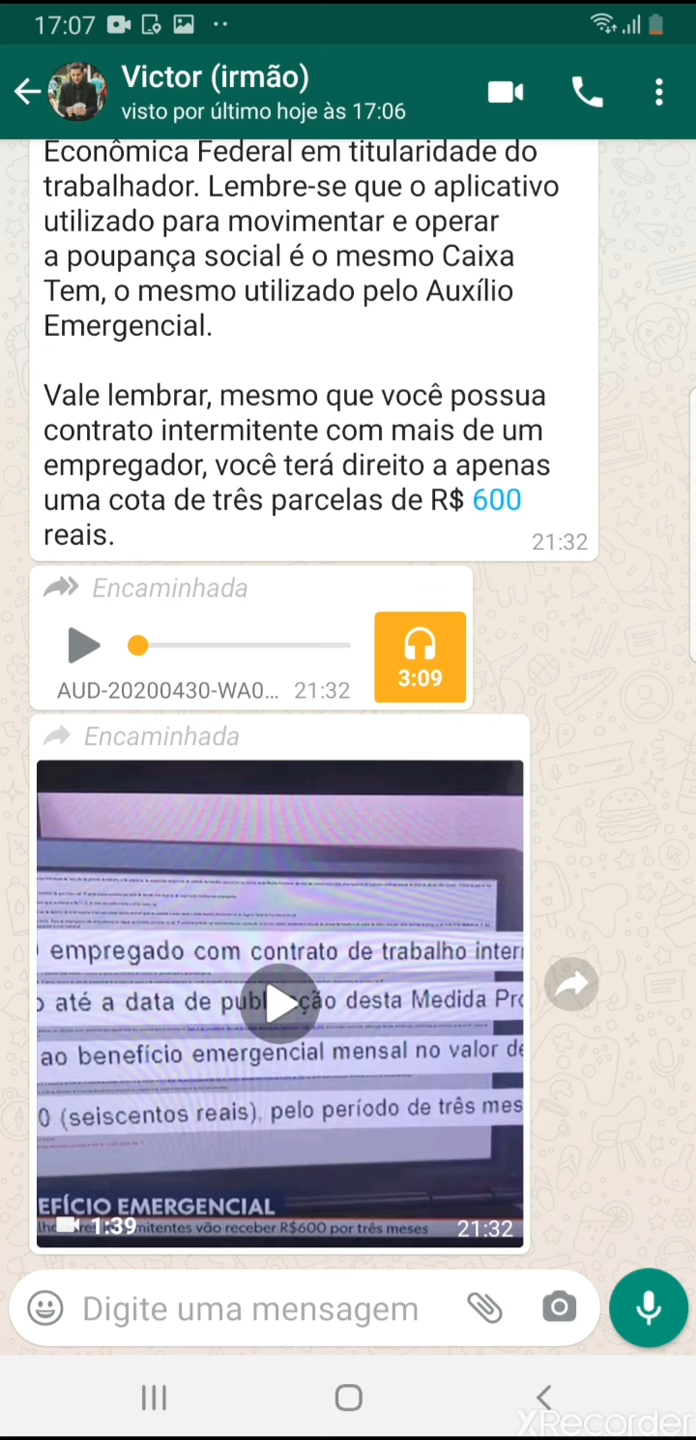 17:07
Victor (irmão)
visto por último hoje às 17:06
Econômica Federal em titularidade do
trabalhador. Lembre-se que o aplicativo
utilizado para movimentar e operar
a poupança social é o mesmo Caixa
Tem, o mesmo utilizado pelo Auxílio
Emergencial.
Vale lembrar, mesmo que você possua
contrato intermitente com mais de um
empregador, você terá direito a apenas
uma cota de três parcelas de R$ 600
reais.
21:32
Encaminhada
3:09
AUD-20200430-WA0... 21:32
Encaminhada
empregado com contrato de trabalho inter
até a data de publ ção desta Medida Pro
ao benefício emergencial mensal no valor de
0 (seiscentos reais), pelo período de três mes
EFÍCIO EMERGENCIAL
mitentes vão receber R$600 por três meses
1:39 21:32
Digite uma mensagem
XRecorder